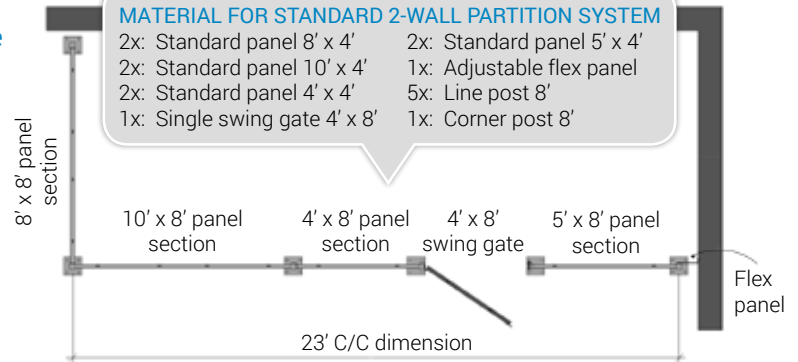 MATERIAL FOR STANDARD 2-WALL PARTITION SYSTEM
2x: Standard panel 8' x 4'
2x: Standard panel 10' x 4'
2x: Standard panel 4' x 4'
1x: Single swing gate 4' x 8'
2x: Standard panel 5' x 4'
1x: Adjustable flex panel
5x: Line post 8'
1x: Corner post 8'
8' x 8' panel
section
10' x 8' panel
section
4' x 8' panel
section
4' x 8'
swing gate
5' x 8' panel
section
Flex
panel
23' C/C dimension